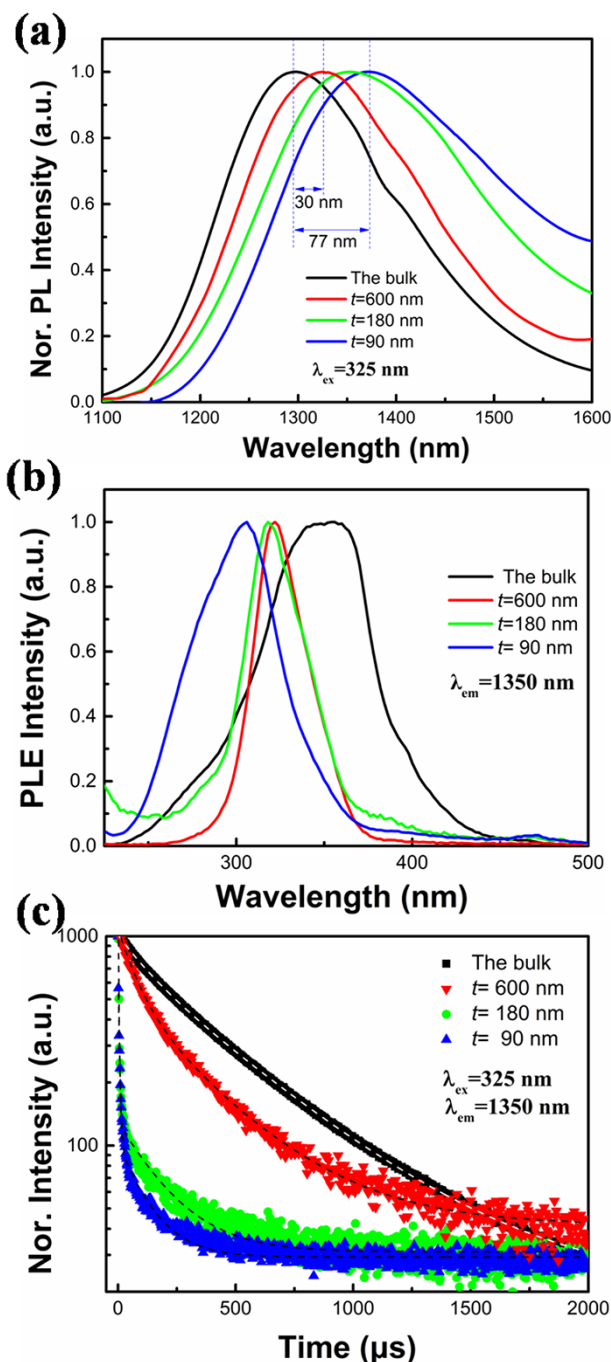 (a)
Nor. PL Intensity (a.u.)
1.0
0.8
0.6
0.4
0.2
0.0
30 nm
77 nm
The bulk
t=600 nm
t=180 nm
t=90 nm
λex=325 nm
1100 1200 1300 1400 1500 1600
Wavelength (nm)
(b)
PLE Intensity (a.u.)
1.0
0.8
0.6
0.4
0.2
0.0
The bulk
t=600 nm
t=180 nm
t= 90 nm
λem=1350 nm
300 400 500
Wavelength (nm)
(c)
Nor. Intensity (a.u.)
1000
100
The bulk
t= 600 nm
t= 180 nm
t= 90 nm
λex=325 nm
λem=1350 nm
0 500 1000 1500 2000
Time (µs)